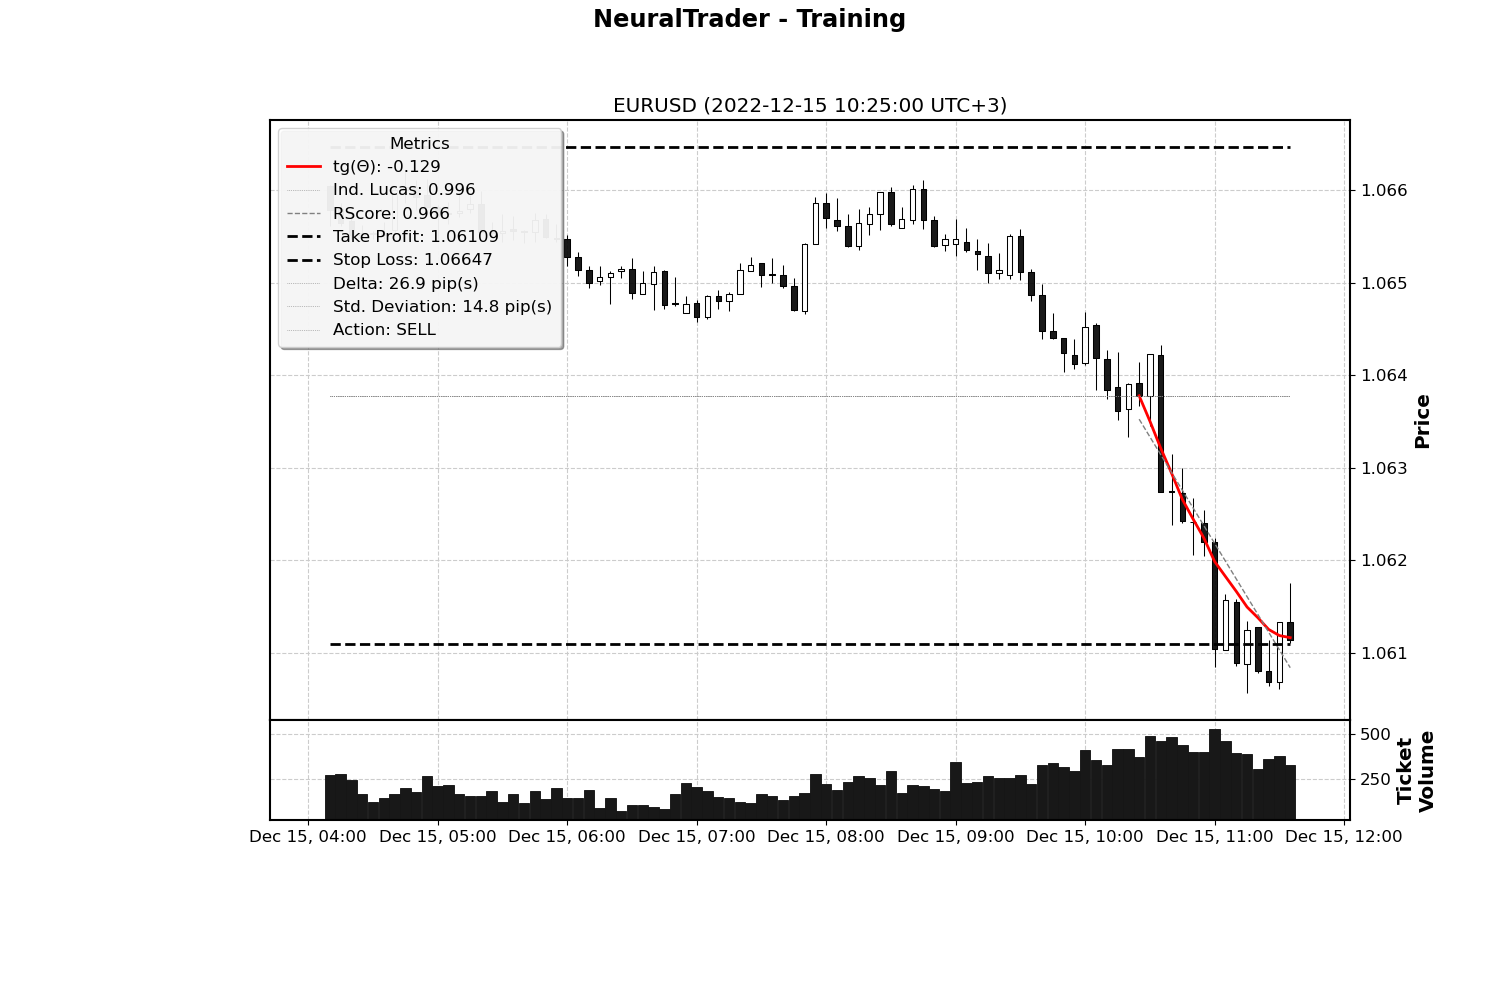 NeuralTrader - Training
EURUSD (2022-12-15 10:25:00 UTC+3)
Metrics
tg(Θ): -0.129
Ind. Lucas: 0.996
RScore: 0.966
Take Profit: 1.06109
Stop Loss: 1.06647
Delta: 26.9 pip(s)
Std. Deviation: 14.8 pip(s)
Action: SELL
1.066
1.065
1.064
1.063
1.062
1.061
Price
500
250
Ticket
Volume
Dec 15, 04:00 Dec 15, 05:00 Dec 15, 06:00 Dec 15, 07:00 Dec 15, 08:00 Dec 15, 09:00 Dec 15, 10:00 Dec 15, 11:00 Dec 15, 12:00